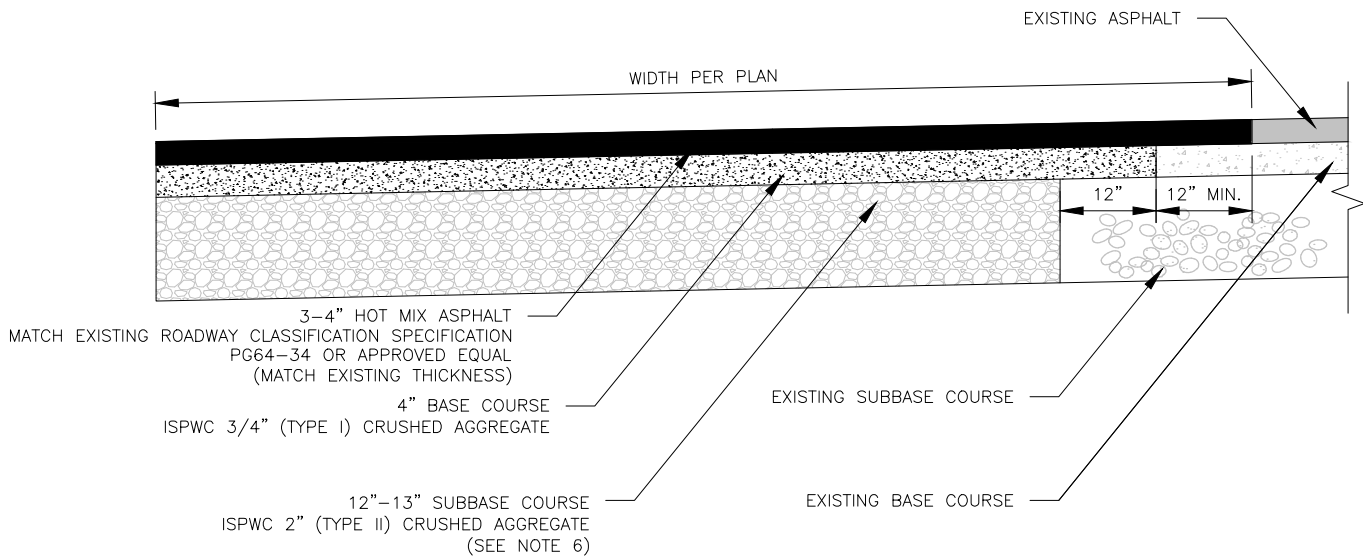 EXISTING ASPHALT
WIDTH PER PLAN
12”
12” MIN.
3–4” HOT MIX ASPHALT
MATCH EXISTING ROADWAY CLASSIFICATION SPECIFICATION
PG64–34 OR APPROVED EQUAL
(MATCH EXISTING THICKNESS)
4” BASE COURSE
ISPWC 3/4” (TYPE I) CRUSHED AGGREGATE
EXISTING SUBBASE COURSE
12”–13” SUBBASE COURSE
ISPWC 2” (TYPE II) CRUSHED AGGREGATE
(SEE NOTE 6)
EXISTING BASE COURSE